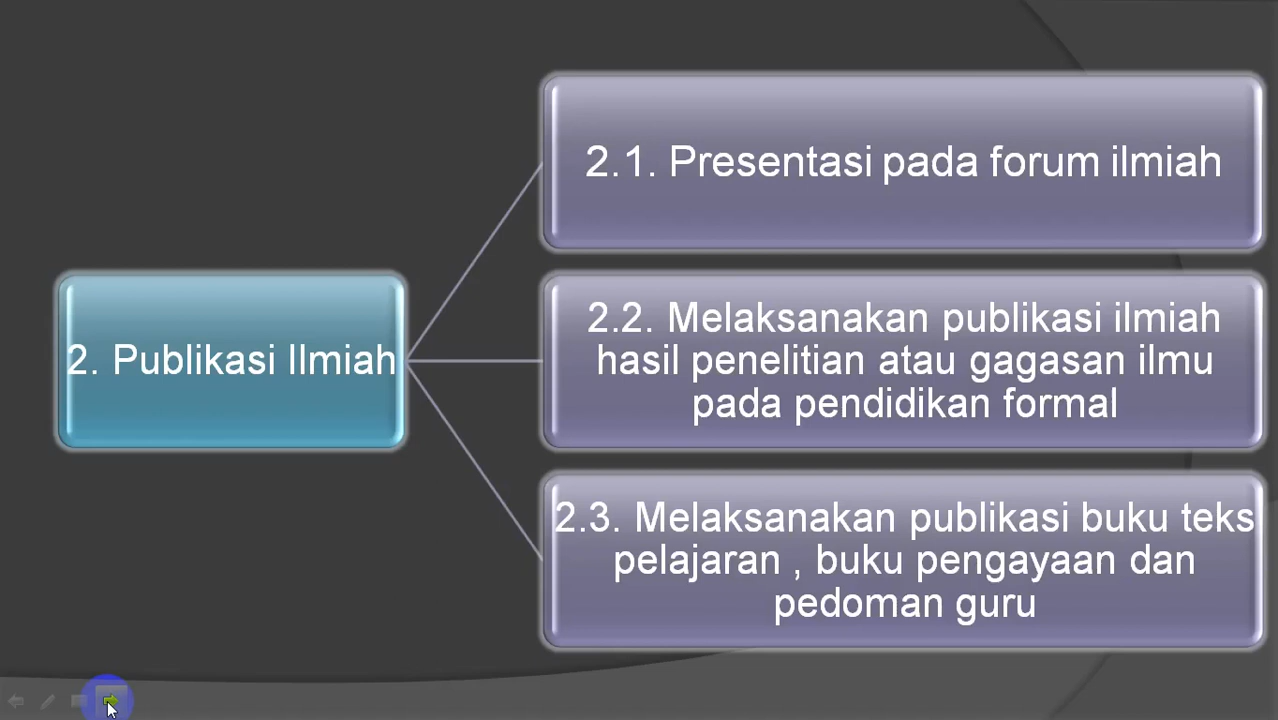 2. Publikasi Ilmiah
2.1. Presentasi pada forum ilmiah
2.2. Melaksanakan publikasi ilmiah
hasil penelitian atau gagasan ilmu
pada pendidikan formal
2.3. Melaksanakan publikasi buku teks
pelajaran , buku pengayaan dan
pedoman guru